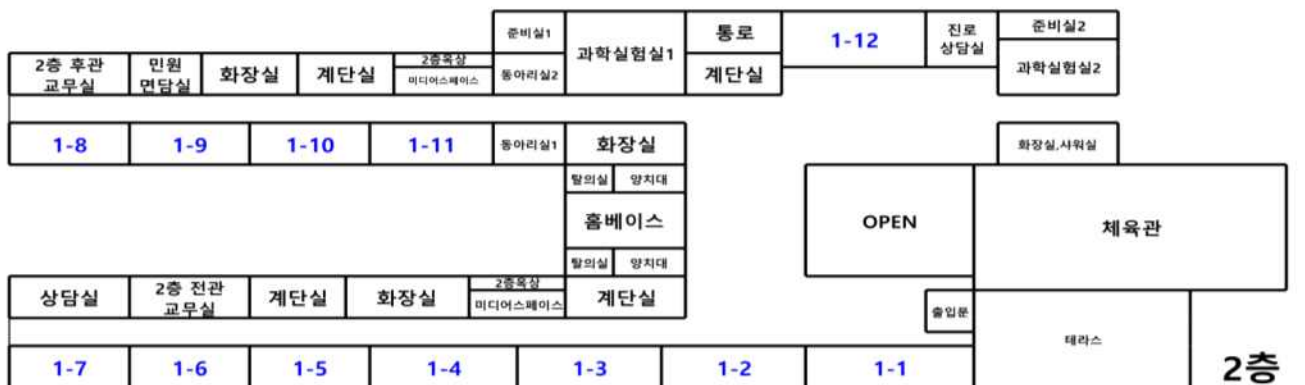 준비실1
과학실험실1
통로
1-12
진로
상담실
준비실2
2층 후관
교무실
민원
면담실
화장실
계단실
2층옥상
미디어스페이스
동아리실2
계단실
과학실험실2
1-8
1-9
1-10
1-11
동아리실1
화장실
화장실,샤워실
탈의실
양치대
홈베이스
OPEN
체육관
탈의실
양치대
상담실
2층 전관
교무실
계단실
화장실
2층옥상
미디어스페이스
계단실
출입문
테라스
1-7
1-6
1-5
1-4
1-3
1-2
1-1
2층